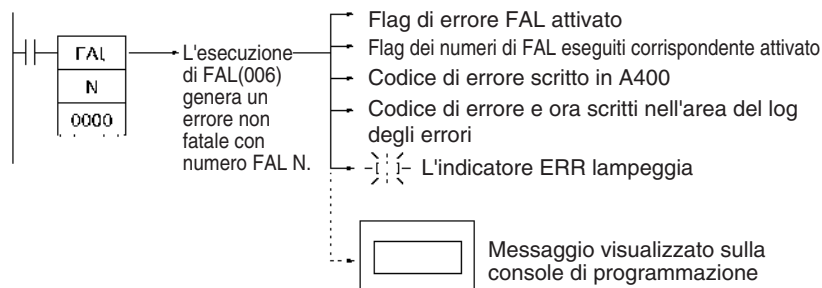 FAL
N
0000
L'esecuzione
di FAL(006)
genera un
errore non
fatale con
numero FAL N.
Flag di errore FAL attivato
Flag dei numeri di FAL eseguiti corrispondente attivato
Codice di errore scritto in A400
Codice di errore e ora scritti nell'area del log
degli errori
L'indicatore ERR lampeggia
Messaggio visualizzato sulla
console di programmazione